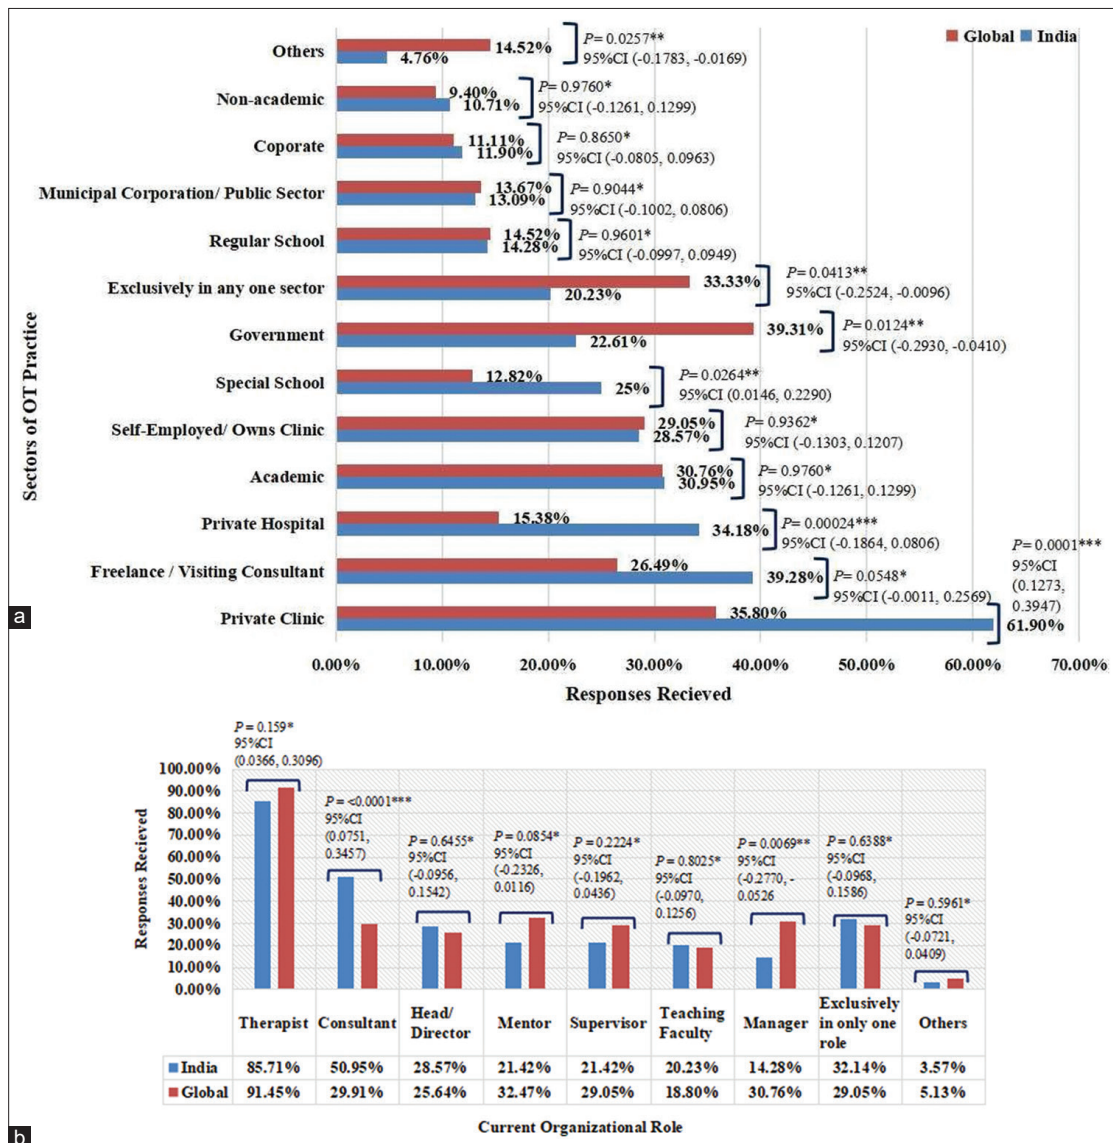 Global India
Others
14.52%
4.76%
P= 0.0257**
95%CI (-0.1783, -0.0169)
Non-academic
9.40%
10.71%
P= 0.9760*
95%CI (-0.1261, 0.1299)
Coporate
11.11%
11.90%
P= 0.8650*
95%CI (-0.0805, 0.0963)
Municipal Corporation/ Public Sector
13.67%
13.09%
P= 0.9044*
95%CI (-0.1002, 0.0806)
Regular School
14.52%
14.28%
P= 0.9601*
95%CI (-0.0997, 0.0949)
Exclusively in any one sector
33.33%
20.23%
P= 0.0413**
95%CI (-0.2524, -0.0096)
Government
39.31%
22.61%
P= 0.0124**
95%CI (-0.2930, -0.0410)
Special School
12.82%
25%
P= 0.0264**
95%CI (0.0146, 0.2290)
Self-Employed/ Owns Clinic
29.05%
28.57%
P= 0.9362*
95%CI (-0.1303, 0.1207)
Academic
30.76%
30.95%
P= 0.9760*
95%CI (-0.1261, 0.1299)
Private Hospital
15.38%
34.18%
P= 0.00024***
95%CI (-0.1864, 0.0806)
Freelance / Visiting Consultant
26.49%
39.28%
P= 0.0548*
95%CI (-0.0011, 0.2569)
Private Clinic
35.80%
61.90%
P= 0.0001***
95%CI
(0.1273,
0.3947)
Sectors of OT Practice
0.00% 10.00% 20.00% 30.00% 40.00% 50.00% 60.00% 70.00%
Responses Recieved
a
P = 0.159*
95%CI
(0.0366, 0.3096)
P = <0.0001***
95%CI
(0.0751,
0.3457)
P = 0.6455*
95%CI
(-0.0956,
0.1542)
P = 0.0854*
95%CI
(-0.2326,
0.0116)
P = 0.2224*
95%CI
(-0.1962,
0.0436)
P = 0.8025*
95%CI
(-0.0970,
0.1256)
P = 0.0069**
95%CI
(-0.2770, -
0.0526
P = 0.6388*
95%CI
(-0.0968,
0.1586)
P = 0.5961*
95%CI
(-0.0721,
0.0409)
Responses Recieved
100.00%
90.00%
80.00%
70.00%
60.00%
50.00%
40.00%
30.00%
20.00%
10.00%
0.00%
Therapist Consultant Head/ Director Mentor Supervisor Teaching Faculty Manager Exclusively in only one role Others
India 85.71% 50.95% 28.57% 21.42% 21.42% 20.23% 14.28% 32.14% 3.57%
Global 91.45% 29.91% 25.64% 32.47% 29.05% 18.80% 30.76% 29.05% 5.13%
Current Organizational Role
b